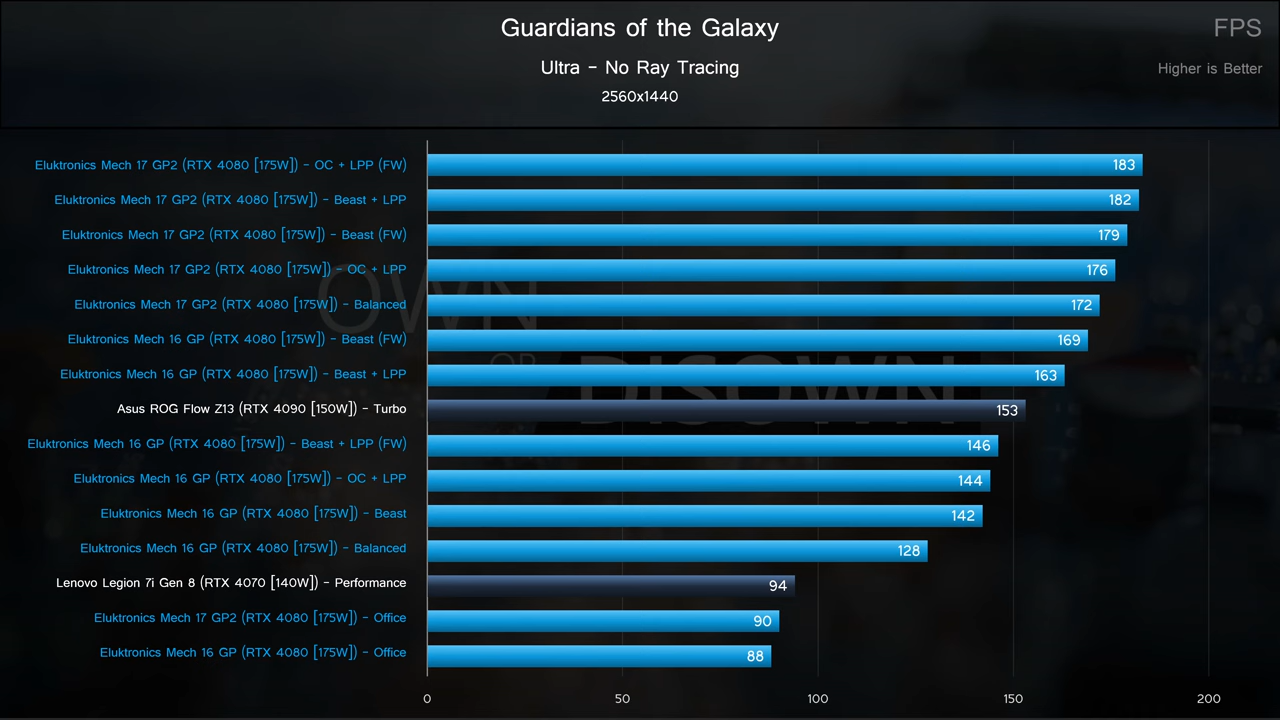 Guardians of the Galaxy
FPS
Ultra - No Ray Tracing
Higher is Better
2560x1440
Eluktronics Mech 17 GP2 (RTX 4080 [175W]) - OC + LPP (FW) 183
Eluktronics Mech 17 GP2 (RTX 4080 [175W]) - Beast + LPP 182
Eluktronics Mech 17 GP2 (RTX 4080 [175W]) - Beast (FW) 179
Eluktronics Mech 17 GP2 (RTX 4080 [175W]) - OC + LPP 176
Eluktronics Mech 17 GP2 (RTX 4080 [175W]) - Balanced 172
Eluktronics Mech 16 GP (RTX 4080 [175W]) - Beast (FW) 169
Eluktronics Mech 16 GP (RTX 4080 [175W]) - Beast + LPP 163
Asus ROG Flow Z13 (RTX 4090 [150W]) - Turbo 153
Eluktronics Mech 16 GP (RTX 4080 [175W]) - Beast + LPP (FW) 146
Eluktronics Mech 16 GP (RTX 4080 [175W]) - OC + LPP 144
Eluktronics Mech 16 GP (RTX 4080 [175W]) - Beast 142
Eluktronics Mech 16 GP (RTX 4080 [175W]) - Balanced 128
Lenovo Legion 7i Gen 8 (RTX 4070 [140W]) - Performance 94
Eluktronics Mech 17 GP2 (RTX 4080 [175W]) - Office 90
Eluktronics Mech 16 GP (RTX 4080 [175W]) - Office 88
0 50 100 150 200
OWN
OR
DISOWN